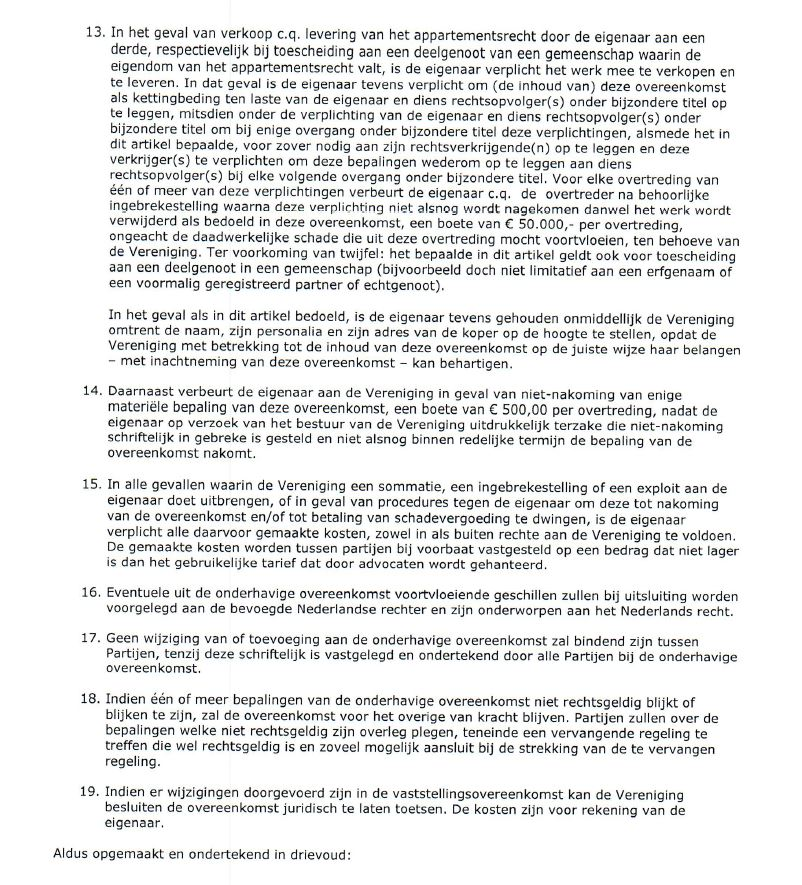 13. In het geval van verkoop c.q. levering van het appartementsrecht door de eigenaar aan een
derde, respectievelijk bij toescheiding aan een deelgenoot van een gemeenschap waarin de
eigendom van het appartementsrecht valt, is de eigenaar verplicht het werk mee te verkopen en
te leveren. In dat geval is de eigenaar tevens verplicht om (de inhoud van) deze overeenkomst
als kettingbeding ten laste van de eigenaar en diens rechtsopvolger(s) onder bijzondere titel op
te leggen, mitsdien onder de verplichting van de eigenaar en diens rechtsopvolger(s) onder
bijzondere titel om bij enige overgang onder bijzondere titel deze verplichtingen, alsmede het in
dit artikel bepaalde, voor zover nodig aan zijn rechtsverkrijgende(n) op te leggen en deze
verkrijger(s) te verplichten om deze bepalingen wederom op te leggen aan diens
rechtsopvolger(s) bij elke volgende overgang onder bijzondere titel. Voor elke overtreding van
één of meer van deze verplichtingen verbeurt de eigenaar c.q. de overtreder na behoorlijke
ingebrekestelling waarna deze verplichting niet alsnog wordt nagekomen danwel het werk wordt
verwijderd als bedoeld in deze overeenkomst, een boete van € 50.000,- per overtreding,
ongeacht de daadwerkelijke schade die uit deze overtreding mocht voortvloeien, ten behoeve van
de Vereniging. Ter voorkoming van twijfel: het bepaalde in dit artikel geldt ook voor toescheiding
aan een deelgenoot in een gemeenschap (bijvoorbeeld doch niet limitatief aan een erfgenaam of
een voormalig geregistreerd partner of echtgenoot).
In het geval als in dit artikel bedoeld, is de eigenaar tevens gehouden onmiddellijk de Vereniging
omtrent de naam, zijn personalia en zijn adres van de koper op de hoogte te stellen, opdat de
Vereniging met betrekking tot de inhoud van deze overeenkomst op de juiste wijze haar belangen
– met inachtneming van deze overeenkomst – kan behartigen.
14. Daarnaast verbeurt de eigenaar aan de Vereniging in geval van niet-nakoming van enige
materiële bepaling van deze overeenkomst, een boete van € 500,00 per overtreding, nadat de
eigenaar op verzoek van het bestuur van de Vereniging uitdrukkelijk terzake die niet-nakoming
schriftelijk in gebreke is gesteld en niet alsnog binnen redelijke termijn de bepaling van de
overeenkomst nakomt.
15. In alle gevallen waarin de Vereniging een sommatie, een ingebrekestelling of een exploit aan de
eigenaar doet uitbrengen, of in geval van procedures tegen de eigenaar om deze tot nakoming
van de overeenkomst en/of tot betaling van schadevergoeding te dwingen, is de eigenaar
verplicht alle daarvoor gemaakte kosten, zowel in als buiten rechte aan de Vereniging te voldoen.
De gemaakte kosten worden tussen partijen bij voorbaat vastgesteld op een bedrag dat niet lager
is dan het gebruikelijke tarief dat door advocaten wordt gehanteerd.
16. Eventuele uit de onderhavige overeenkomst voortvloeiende geschillen zullen bij uitsluiting worden
voorgelegd aan de bevoegde Nederlandse rechter en zijn onderworpen aan het Nederlands recht.
17. Geen wijziging van of toevoeging aan de onderhavige overeenkomst zal bindend zijn tussen
Partijen, tenzij deze schriftelijk is vastgelegd en ondertekend door alle Partijen bij de onderhavige
overeenkomst.
18. Indien één of meer bepalingen van de onderhavige overeenkomst niet rechtsgeldig blijkt of
blijken te zijn, zal de overeenkomst voor het overige van kracht blijven. Partijen zullen over de
bepalingen welke niet rechtsgeldig zijn overleg plegen, teneinde een vervangende regeling te
treffen die wel rechtsgeldig is en zoveel mogelijk aansluit bij de strekking van de te vervangen
regeling.
19. Indien er wijzigingen doorgevoerd zijn in de vaststellingsovereenkomst kan de Vereniging
besluiten de overeenkomst juridisch te laten toetsen. De kosten zijn voor rekening van de
eigenaar.
Aldus opgemaakt en ondertekend in drievoud: